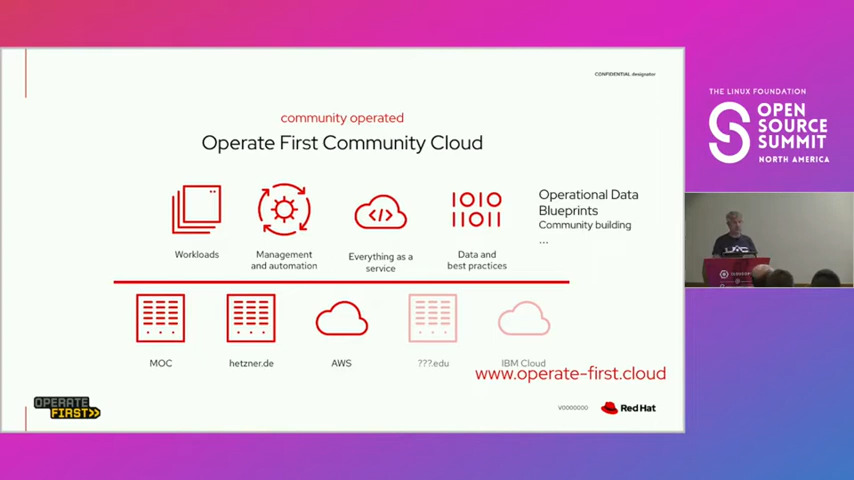 CONFIDENTIAL designator
community operated
Operate First Community Cloud
Workloads
Management
and automation
Everything as a
service
1010
11011
Data and
best practices
Operational Data
Blueprints
Community building
...
MOC
hetzner.de
AWS
???.edu
IBM Cloud
www.operate-first.cloud
OPERATE
FIRST
V0000000
Red Hat
THE LINUX FOUNDATION
OPEN
SOURCE
SUMMIT
NORTH AMERICA